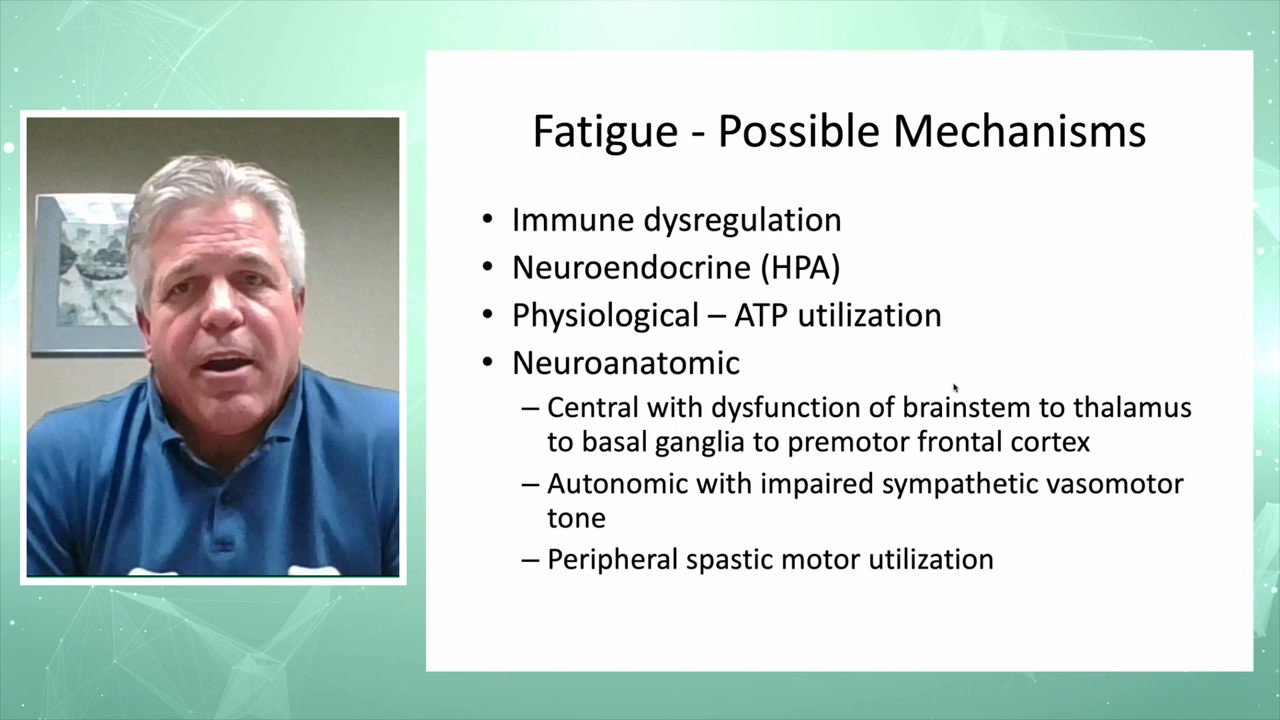 Fatigue - Possible Mechanisms
• Immune dysregulation
• Neuroendocrine (HPA)
• Physiological – ATP utilization
• Neuroanatomic
– Central with dysfunction of brainstem to thalamus
to basal ganglia to premotor frontal cortex
– Autonomic with impaired sympathetic vasomotor
tone
– Peripheral spastic motor utilization